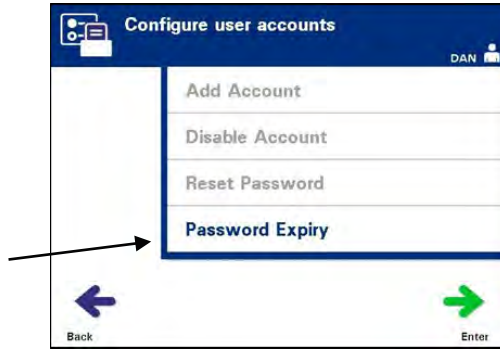 Configure user accounts
DAN
Add Account
Disable Account
Reset Password
Password Expiry
Back
Enter